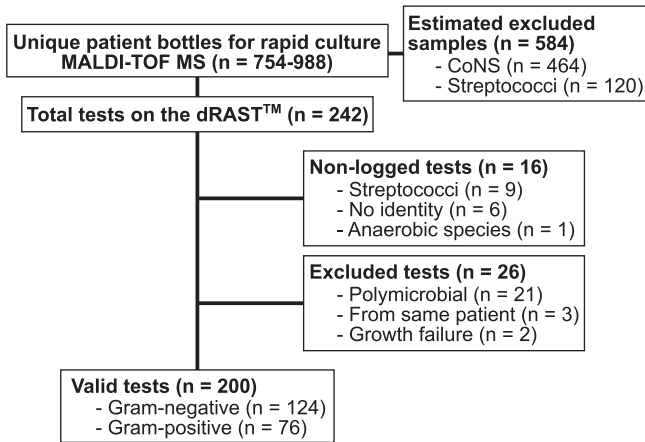 Unique patient bottles for rapid culture
MALDI-TOF MS (n = 754-988)
Estimated excluded
samples (n = 584)
- CoNS (n = 464)
- Streptococci (n = 120)
Total tests on the dRAST™ (n = 242)
Non-logged tests (n = 16)
- Streptococci (n = 9)
- No identity (n = 6)
- Anaerobic species (n = 1)
Excluded tests (n = 26)
- Polymicrobial (n = 21)
- From same patient (n = 3)
- Growth failure (n = 2)
Valid tests (n = 200)
- Gram-negative (n = 124)
- Gram-positive (n = 76)